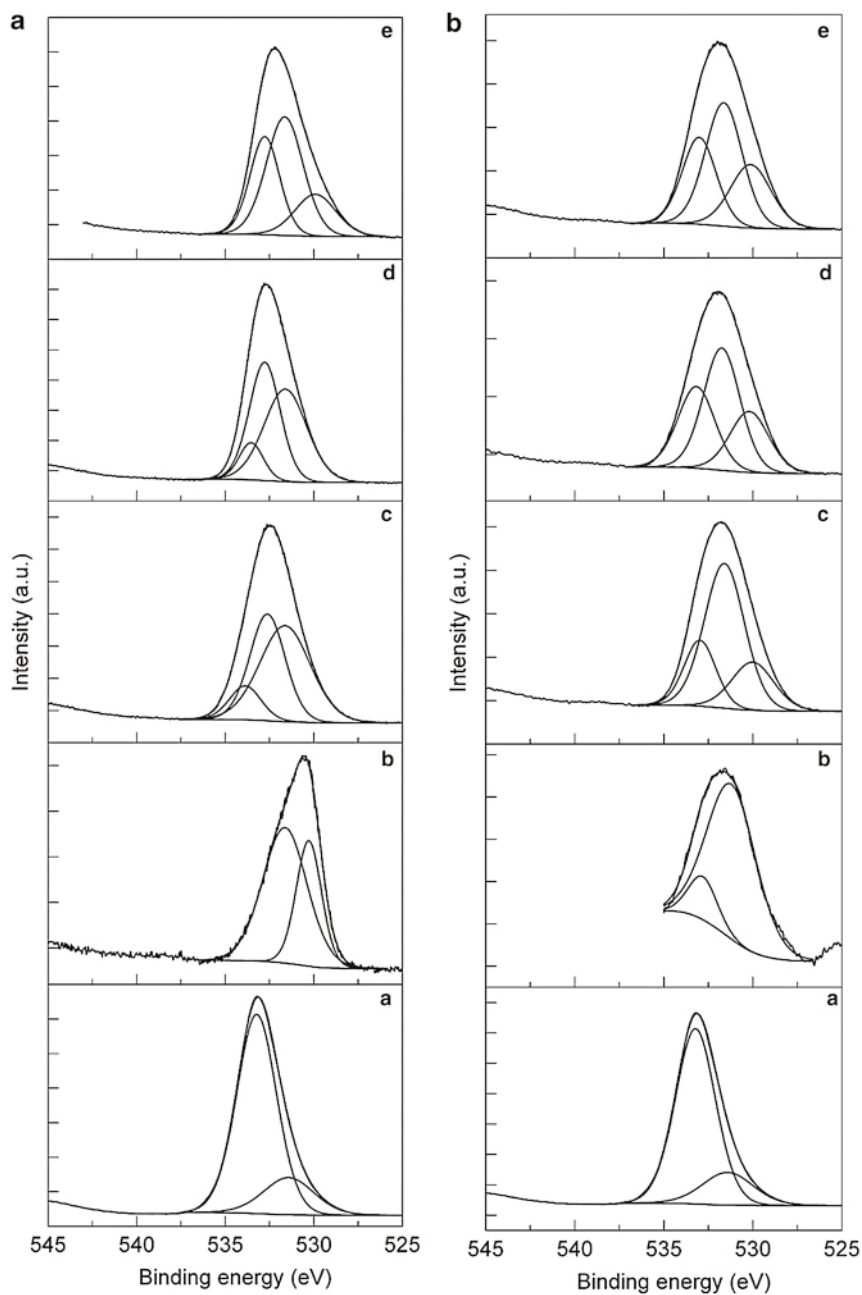 a
b
e
e
d
d
c
c
Intensity (a.u.)
Intensity (a.u.)
b
b
a
a
545 540 535 530 525
545 540 535 530 525
Binding energy (eV)
Binding energy (eV)